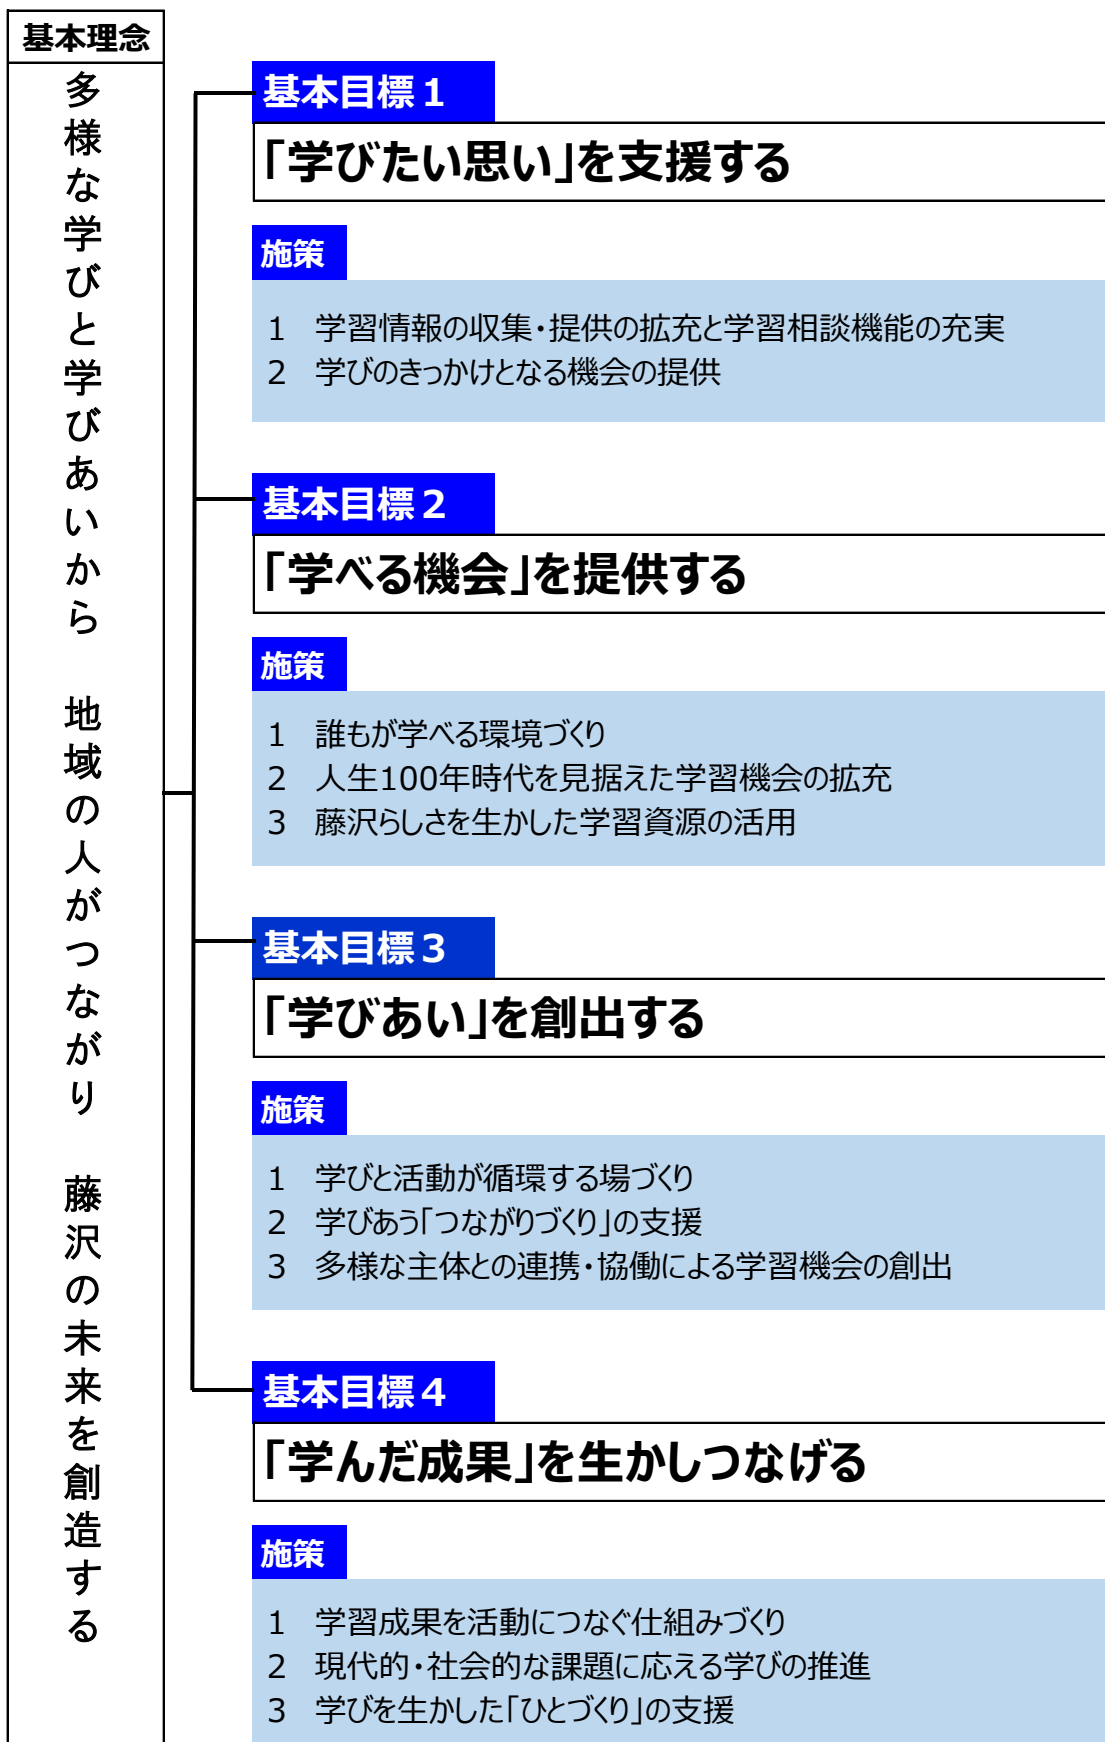 基本理念
多様な学びと学びあいから　地域の人がつながり　藤沢の未来を創造する
基本目標１
「学びたい思い」を支援する
施策
1　学習情報の収集・提供の拡充と学習相談機能の充実
2　学びのきっかけとなる機会の提供
基本目標２
「学べる機会」を提供する
施策
1　誰もが学べる環境づくり
2　人生100年時代を見据えた学習機会の拡充
3　藤沢らしさを生かした学習資源の活用
基本目標３
「学びあい」を創出する
施策
1　学びと活動が循環する場づくり
2　学びあう「つながりづくり」の支援
3　多様な主体との連携・協働による学習機会の創出
基本目標４
「学んだ成果」を生かしつなげる
施策
1　学習成果を活動につなぐ仕組みづくり
2　現代的・社会的な課題に応える学びの推進
3　学びを生かした「ひとづくり」の支援